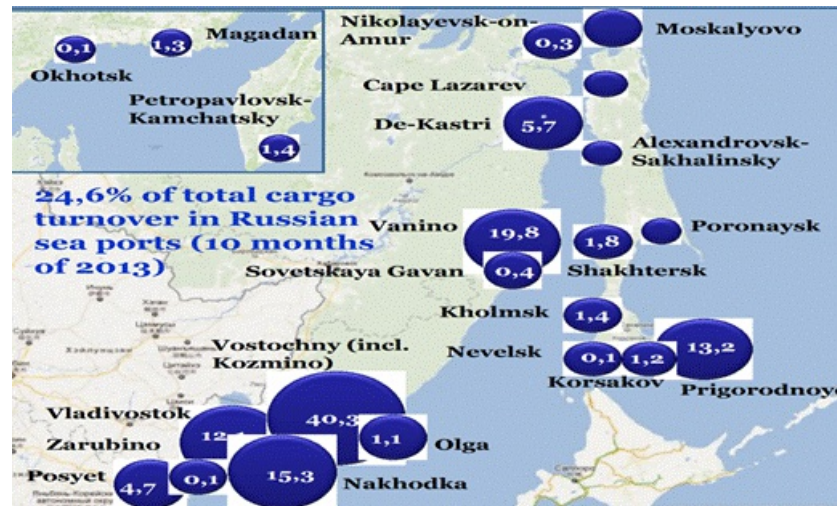 Magadan
1,3
0,1
Okhotsk
Petropavlovsk-
Kamchatsky
1,4
Nikolayevsk-on-
Amur
0,3
Moskalyovo
Cape Lazarev
De-Kastri
5,7
Alexandrovsk-
Sakhalinsky
24,6% of total cargo
turnover in Russian
sea ports (10 months
of 2013)
Vanino
19,8
Sovetskaya Gavan
0,4
1,8
Shakhtersk
Poronaysk
Kholmsk
1,4
Nevelsk
0,1
1,2
13,2
Korsakov
Prigorodnoye
Vostochny (incl.
Kozmino)
40,3
Vladivostok
Zarubino
1,1
Olga
Posyet
4,7
0,1
15,3
Nakhodka